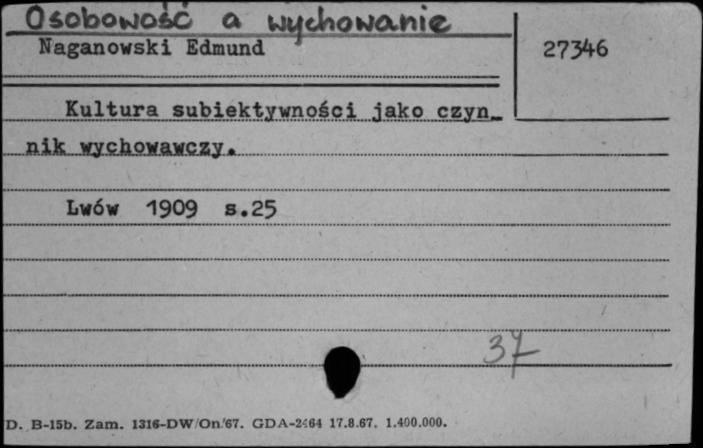 Osobowość a wychowanie
Naganowski Edmund
27346
Kultura subiektywności jako czyn_
nik wychowawczy.
Lwów 1909 s.25
37
D. B-15b. Zam. 1316-DW/On/67. GDA-2464 17.8.67. 1.400.000.